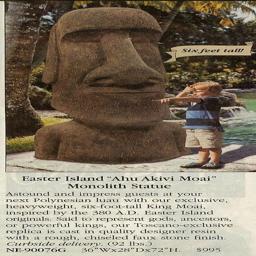 Six feet tall!
Easter Island "Ahu Akivi Moai"
Monolith Statue
Astound and impress guests at your
next Polynesian luau with our exclusive,
heavyweight, six-foot-tall King Moai,
inspired by the 380 A.D. Easter Island
originals. Said to represent gods, ancestors,
or powerful kings, our Toscano-exclusive
replica is cast in quality designer resin
with a rough, chiseled faux stone finish.
Curbside delivery. (92 lbs.)
NE-90076G 36"Wx28"Dx72"H. $995